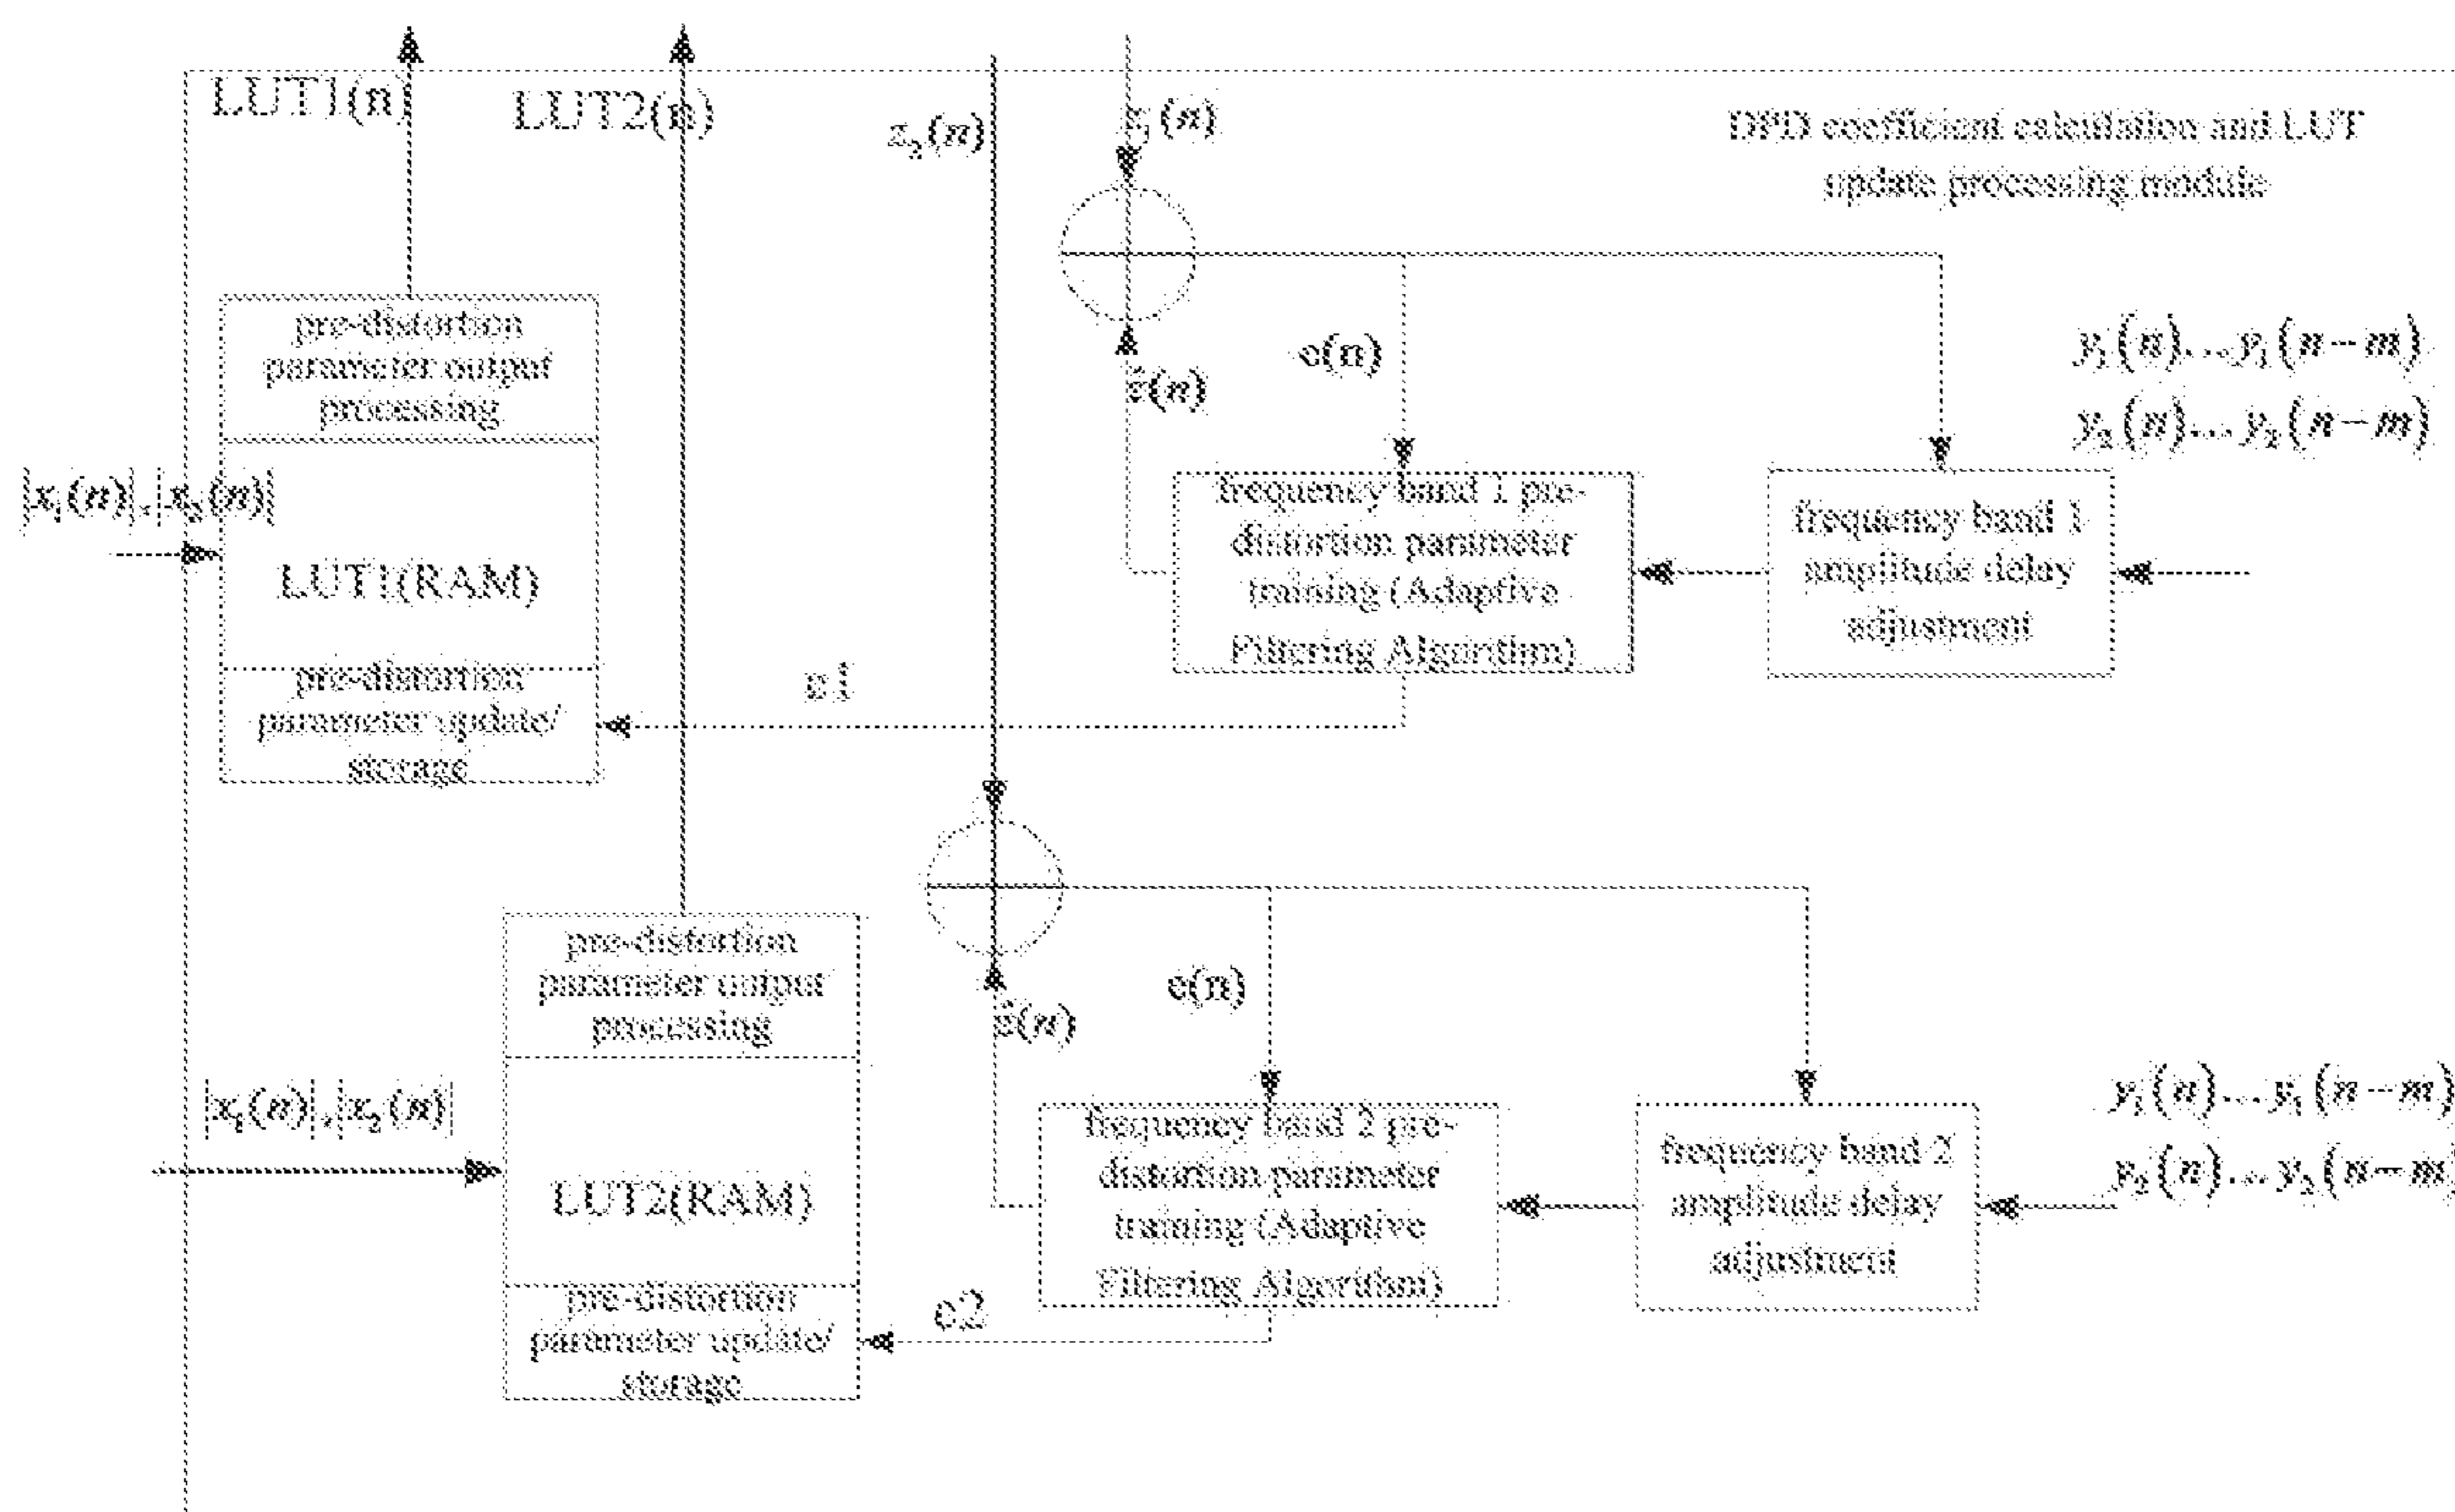 LUT1(n)
LUT2(n)
z₂(n)
z₁(n)
DPD coefficient calculation and LUT
update processing module
pre-distortion
parameter output
processing
|x₁(n)|,|x₂(n)|
LUT1(RAM)
pre-distortion
parameter update/
storage
e(n)
(n)
frequency band 1 pre-
distortion parameter
training (Adaptive
Filtering Algorithm)
frequency band 1
amplitude delay
adjustment
y₁(n)...y₁(n-m)
y₂(n)...y₂(n-m)
c1
pre-distortion
parameter output
processing
|x₁(n)|,|x₂(n)|
LUT2(RAM)
pre-distortion
parameter update/
storage
e(n)
(n)
frequency band 2 pre-
distortion parameter
training (Adaptive
Filtering Algorithm)
frequency band 2
amplitude delay
adjustment
y₁(n)...y₁(n-m)
y₂(n)...y₂(n-m)
c2